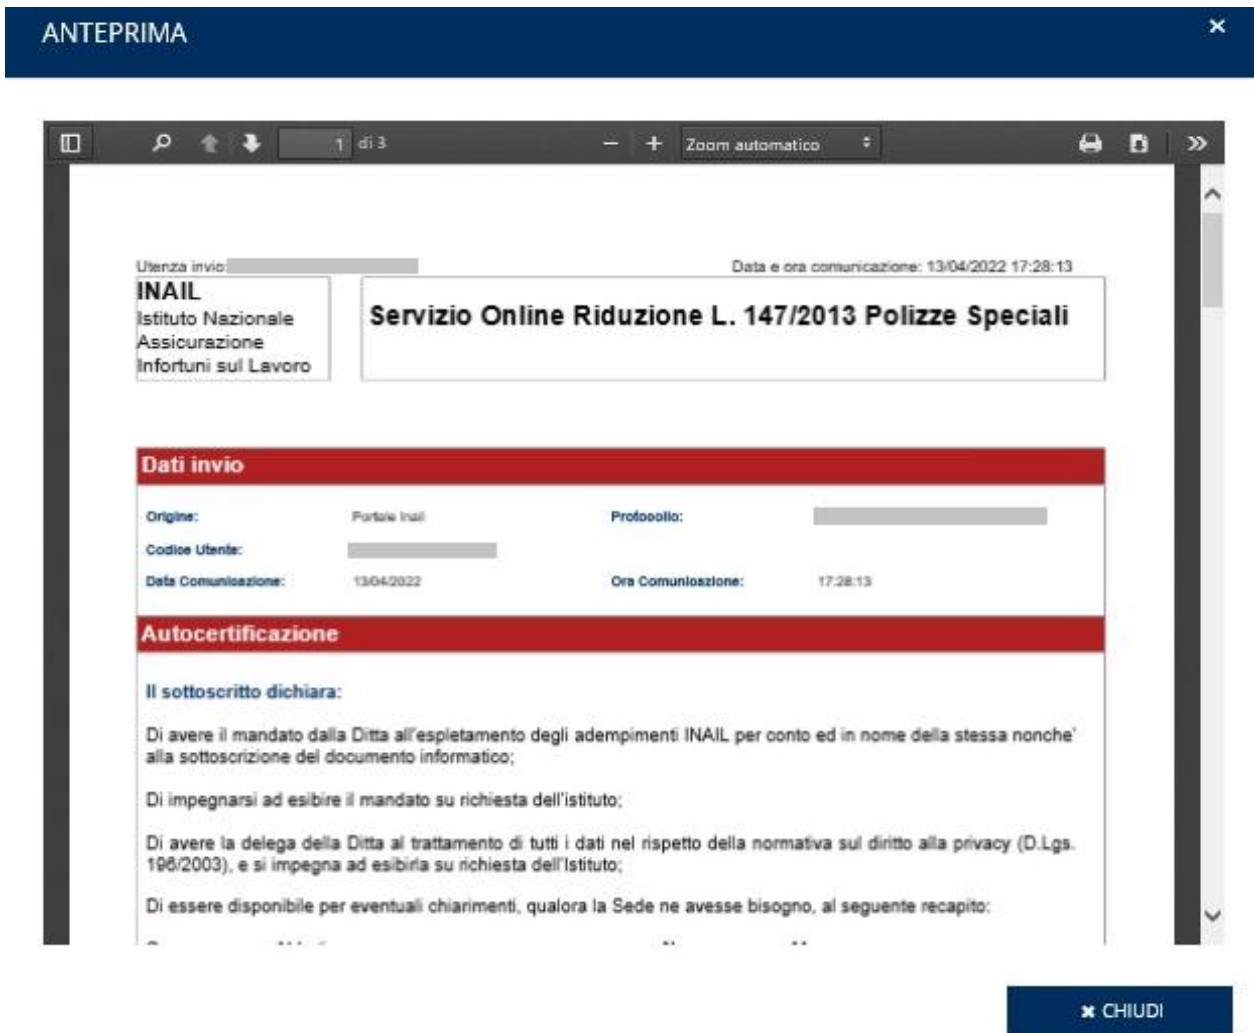 ANTEPRIMA
1 di 3
Zoom automatico
Utenza invio:
Data e ora comunicazione: 13/04/2022 17:28:13
INAIL
Istituto Nazionale
Assicurazione
Infortuni sul Lavoro
Servizio Online Riduzione L. 147/2013 Polizze Speciali
Dati invio
Origine: Portale Inail Protocollo:
Codice Utente:
Data Comunicazione: 13/04/2022 Ora Comunicazione: 17:28:13
Autocertificazione
Il sottoscritto dichiara:
Di avere il mandato dalla Ditta all'espletamento degli adempimenti INAIL per conto ed in nome della stessa nonche'
alla sottoscrizione del documento informatico;
Di impegnarsi ad esibire il mandato su richiesta dell'istituto;
Di avere la delega della Ditta al trattamento di tutti i dati nel rispetto della normativa sul diritto alla privacy (D.Lgs.
196/2003), e si impegna ad esibirla su richiesta dell'Istituto;
Di essere disponibile per eventuali chiarimenti, qualora la Sede ne avesse bisogno, al seguente recapito:
CHIUDI